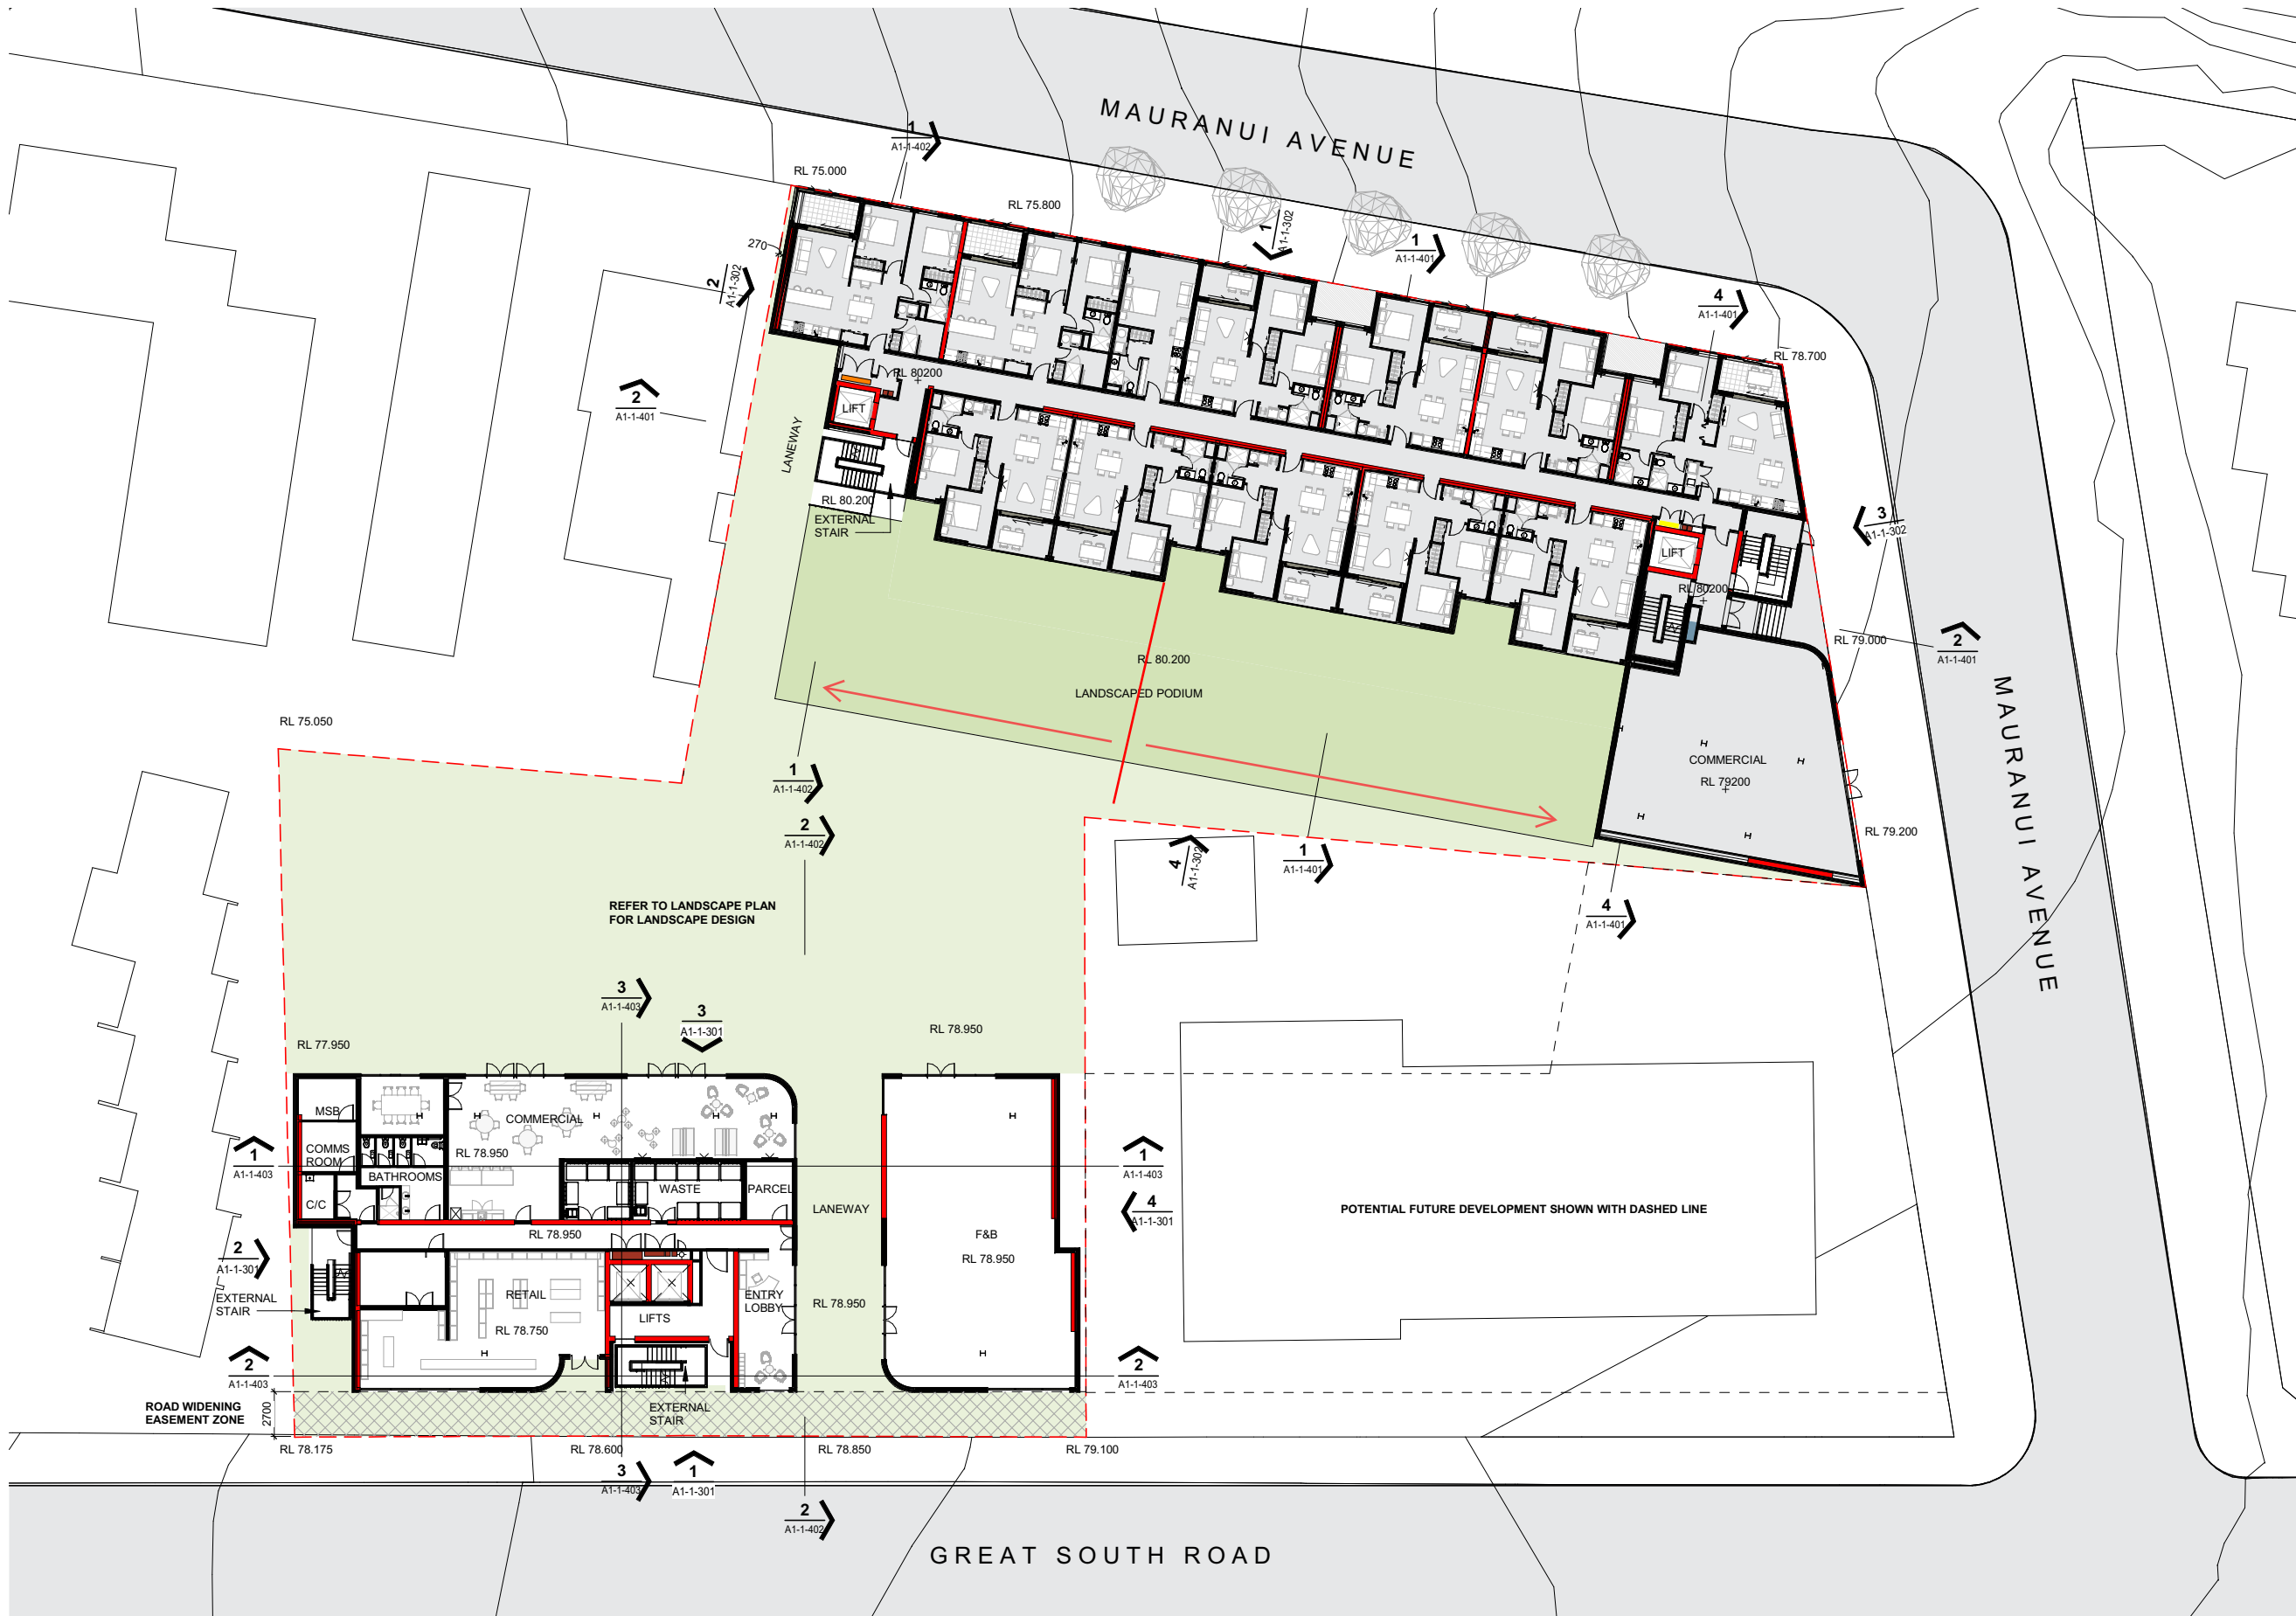 MAURANUI AVENUE
1
A1-1-402
RL 75.000
RL 75.800
270
1
A1-1-302
1
A1-1-401
2
A1-1-302
4
A1-1-401
RL 78.700
2
A1-1-401
RL 80200
LIFT
LANEWAY
RL 80.200
EXTERNAL
STAIR
3
A1-1-302
LIFT
RL 80200
RL 79.000
2
A1-1-401
RL 80.200
LANDSCAPED PODIUM
MAURANUI AVENUE
RL 75.050
COMMERCIAL
RL 79200
1
A1-1-402
2
A1-1-402
RL 79.200
4
A1-1-302
1
A1-1-401
REFER TO LANDSCAPE PLAN
FOR LANDSCAPE DESIGN
4
A1-1-401
3
A1-1-403
3
A1-1-301
RL 78.950
RL 77.950
MSB
COMMERCIAL
COMMS
ROOM
RL 78.950
1
A1-1-403
1
A1-1-403
BATHROOMS
WASTE
PARCEL
C/C
LANEWAY
4
A1-1-301
POTENTIAL FUTURE DEVELOPMENT SHOWN WITH DASHED LINE
RL 78.950
F&B
RL 78.950
2
A1-1-301
EXTERNAL
STAIR
RETAIL
ENTRY
LOBBY
RL 78.950
LIFTS
RL 78.750
2
A1-1-403
2
A1-1-403
ROAD WIDENING
EASEMENT ZONE
2700
EXTERNAL
STAIR
RL 78.175
RL 78.600
RL 78.850
RL 79.100
3
A1-1-403
1
A1-1-301
2
A1-1-402
GREAT SOUTH ROAD